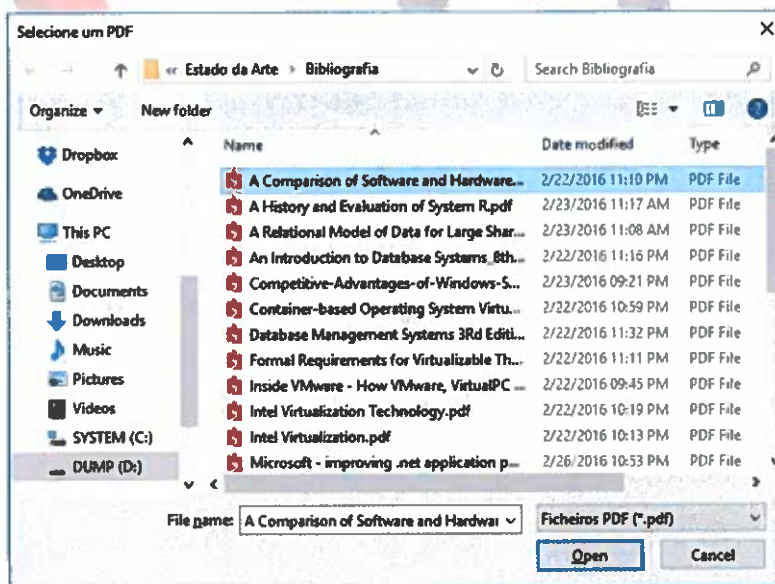 Selecione um PDF
« Estado da Arte › Bibliografia
Search Bibliografia
Organize
New folder
Name
Date modified
Type
Dropbox
OneDrive
This PC
Desktop
Documents
Downloads
Music
Pictures
Videos
SYSTEM (C:)
DUMP (D:)
A Comparison of Software and Hardware... 2/22/2016 11:10 PM PDF File
A History and Evaluation of System R.pdf 2/23/2016 11:17 AM PDF File
A Relational Model of Data for Large Shar... 2/23/2016 11:08 AM PDF File
An Introduction to Database Systems_8th... 2/22/2016 11:16 PM PDF File
Competitive-Advantages-of-Windows-S... 2/23/2016 09:21 PM PDF File
Container-based Operating System Virtu... 2/22/2016 10:59 PM PDF File
Database Management Systems 3Rd Editi... 2/22/2016 11:32 PM PDF File
Formal Requirements for Virtualizable Th... 2/22/2016 11:11 PM PDF File
Inside VMware - How VMware, VirtualPC ... 2/22/2016 09:45 PM PDF File
Intel Virtualization Technology.pdf 2/22/2016 10:19 PM PDF File
Intel Virtualization.pdf 2/22/2016 10:13 PM PDF File
Microsoft - improving .net application p... 2/26/2016 10:53 PM PDF File
File name: A Comparison of Software and Hardwar
Ficheiros PDF (*.pdf)
Open
Cancel